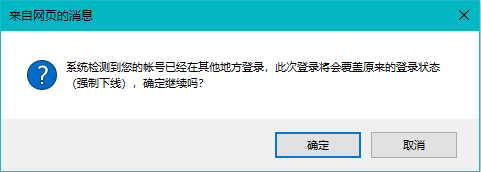 来自网页的消息
系统检测到您的帐号已经在其他地方登录，此次登录将会覆盖原来的登录状态
（强制下线），确定继续吗？
确定
取消